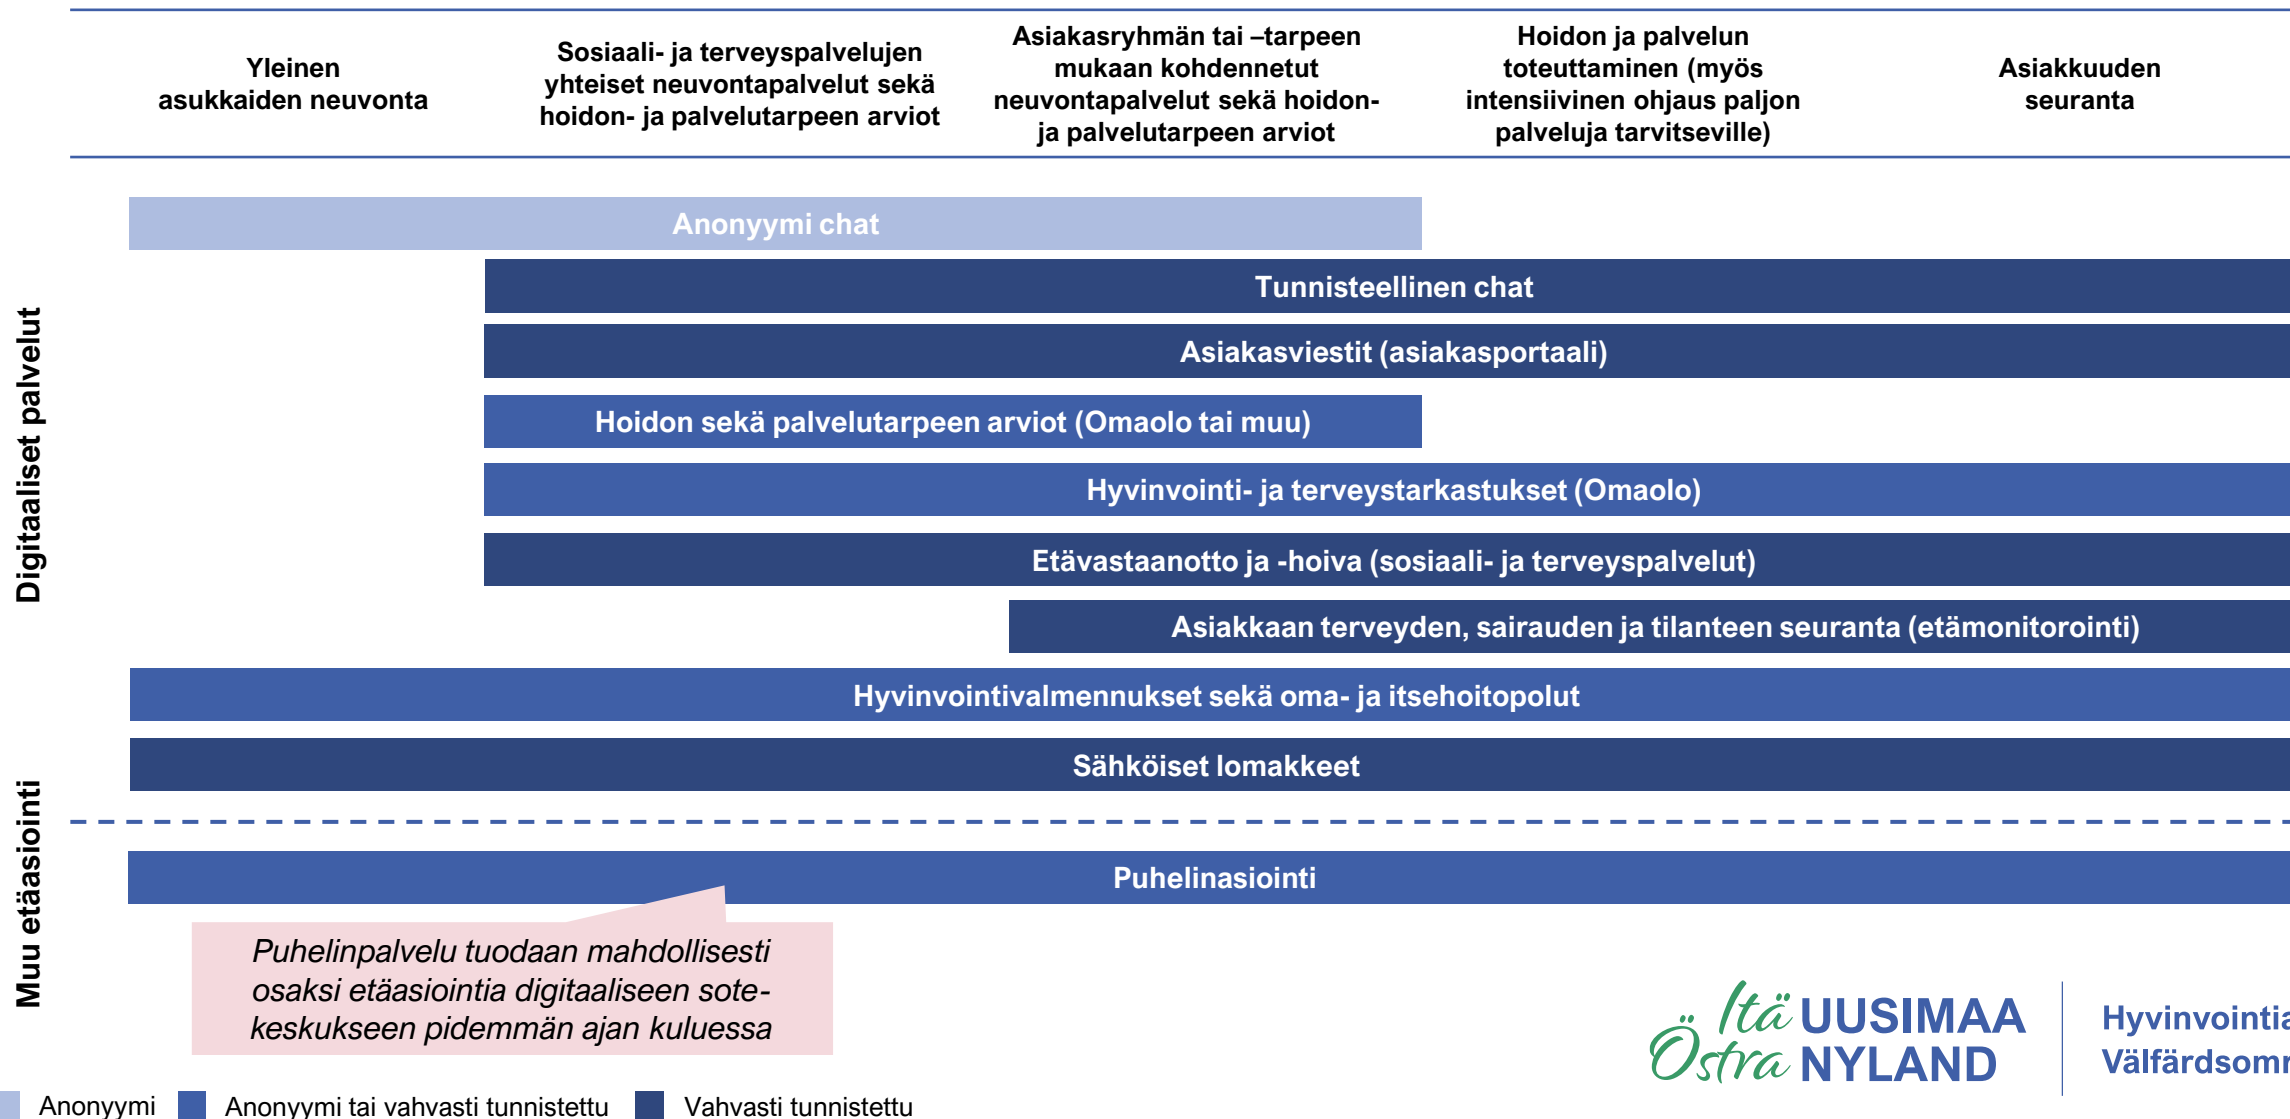 Yleinen
asukkaiden neuvonta
Sosiaali- ja terveyspalvelujen
yhteiset neuvontapalvelut sekä
hoidon- ja palvelutarpeen arviot
Asiakasryhmän tai –tarpeen
mukaan kohdennetut
neuvontapalvelut sekä hoidon-
ja palvelutarpeen arviot
Hoidon ja palvelun
toteuttaminen (myös
intensiivinen ohjaus paljon
palveluja tarvitseville)
Asiakkuuden
seuranta
Digitaaliset palvelut
Anonyymi chat
Tunnisteellinen chat
Asiakasviestit (asiakasportaali)
Hoidon sekä palvelutarpeen arviot (Omaolo tai muu)
Hyvinvointi- ja terveystarkastukset (Omaolo)
Etävastaanotto ja -hoiva (sosiaali- ja terveyspalvelut)
Asiakkaan terveyden, sairauden ja tilanteen seuranta (etämonitorointi)
Hyvinvointivalmennukset sekä oma- ja itsehoitopolut
Sähköiset lomakkeet
Muu etäasiointi
Puhelinasiointi
Puhelinpalvelu tuodaan mahdollisesti
osaksi etäasiointia digitaaliseen sote-
keskukseen pidemmän ajan kuluessa
Itä UUSIMAA
Östra NYLAND
Hyvinvointia
Välfärdsomr
Anonyymi
Anonyymi tai vahvasti tunnistettu
Vahvasti tunnistettu